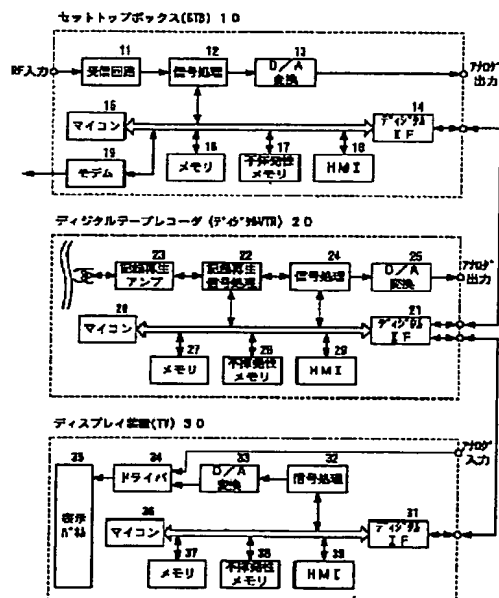 セットトップボックス(STB) 10
RF入力
11
受信回路
12
信号処理
13
D/A
変換
アナログ
出力
15
マイコン
14
ディジタル
IF
19
モデム
16
メモリ
17
不揮発性
メモリ
18
HMI
ディジタルテープレコーダ (ディジタルVTR) 20
23
記録再生
アンプ
22
記録再生
信号処理
24
信号処理
25
D/A
変換
アナログ
出力
マイコン
21
ディジタル
IF
27
メモリ
不揮発性
メモリ
29
HMI
ディスプレイ装置(TV) 30
アナログ
入力
35
表示
パネル
34
ドライバ
33
D/A
変換
32
信号処理
36
マイコン
31
ディジタル
IF
37
メモリ
38
不揮発性
メモリ
39
HMI